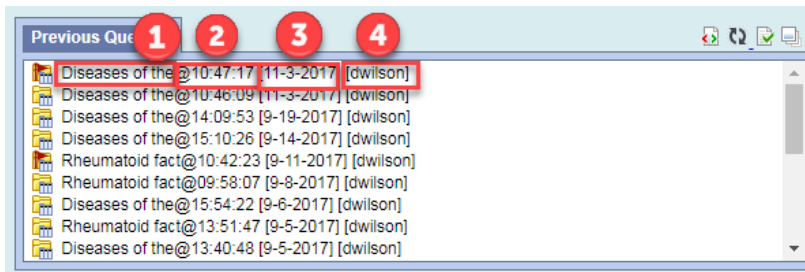 Previous Que
1 2 3 4
Diseases of the@10:47:17 [11-3-2017] [dwilson]
Diseases of the@10:46:09 [11-3-2017] [dwilson]
Diseases of the@14:09:53 [9-19-2017] [dwilson]
Diseases of the@15:10:26 [9-14-2017] [dwilson]
Rheumatoid fact@10:42:23 [9-11-2017] [dwilson]
Rheumatoid fact@09:58:07 [9-8-2017] [dwilson]
Diseases of the@15:54:22 [9-6-2017] [dwilson]
Rheumatoid fact@13:51:47 [9-5-2017] [dwilson]
Diseases of the@13:40:48 [9-5-2017] [dwilson]